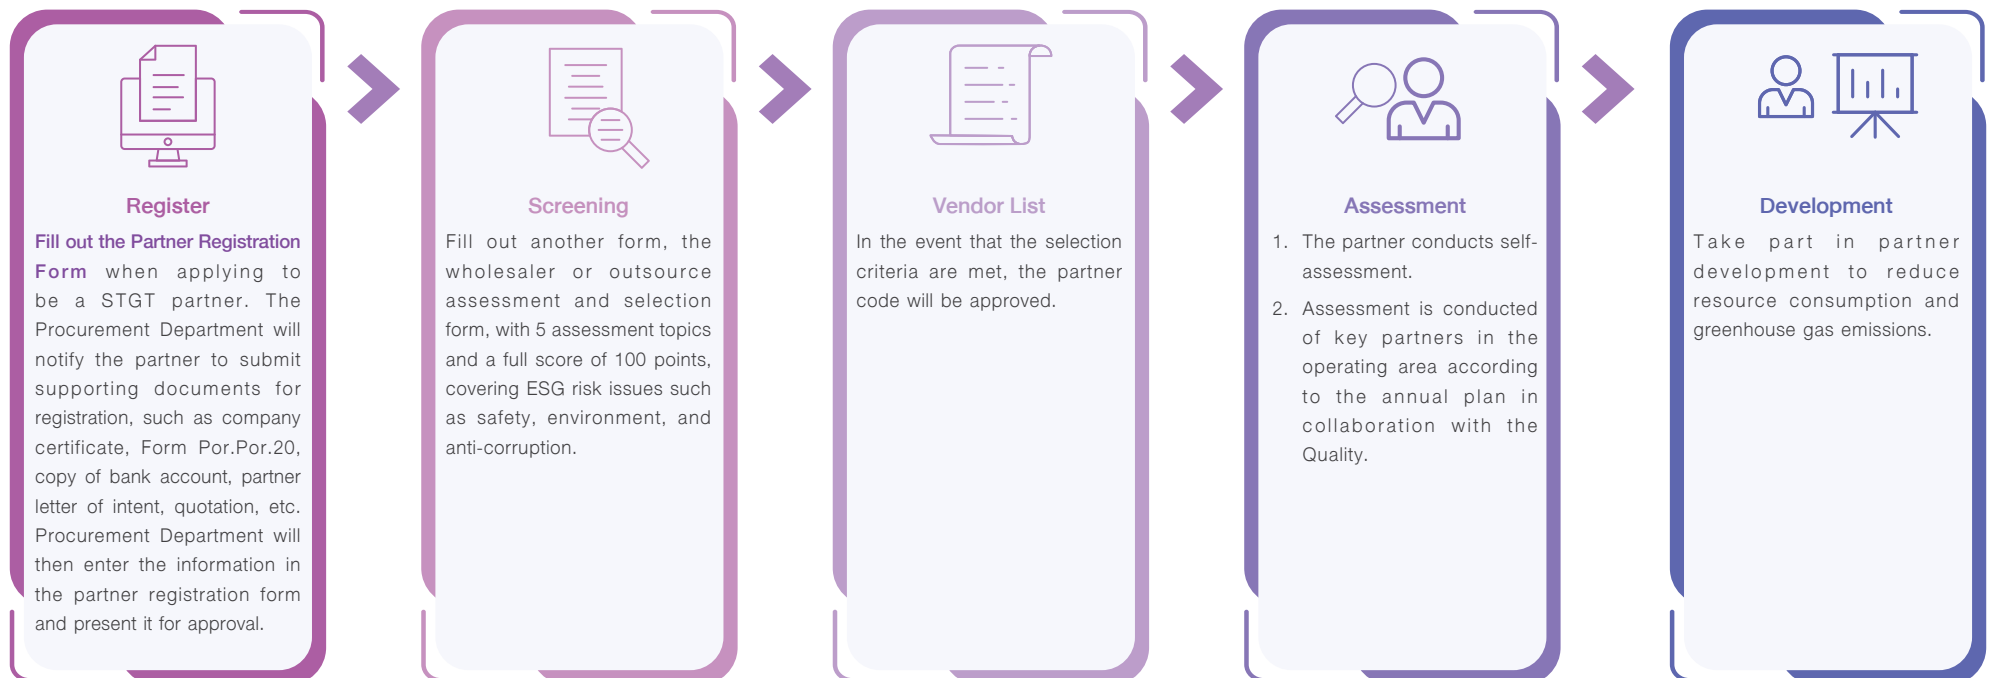 Register
Fill out the Partner Registration
Form when applying to
be a STGT partner. The
Procurement Department will
notify the partner to submit
supporting documents for
registration, such as company
certificate, Form Por.Por.20,
copy of bank account, partner
letter of intent, quotation, etc.
Procurement Department will
then enter the information in
the partner registration form
and present it for approval.
Screening
Fill out another form, the
wholesaler or outsource
assessment and selection
form, with 5 assessment topics
and a full score of 100 points,
covering ESG risk issues such
as safety, environment, and
anti-corruption.
Vendor List
In the event that the selection
criteria are met, the partner
code will be approved.
Assessment
1. The partner conducts self-
assessment.
2. Assessment is conducted
of key partners in the
operating area according
to the annual plan in
collaboration with the
Quality.
Development
Take part in partner
development to reduce
resource consumption and
greenhouse gas emissions.